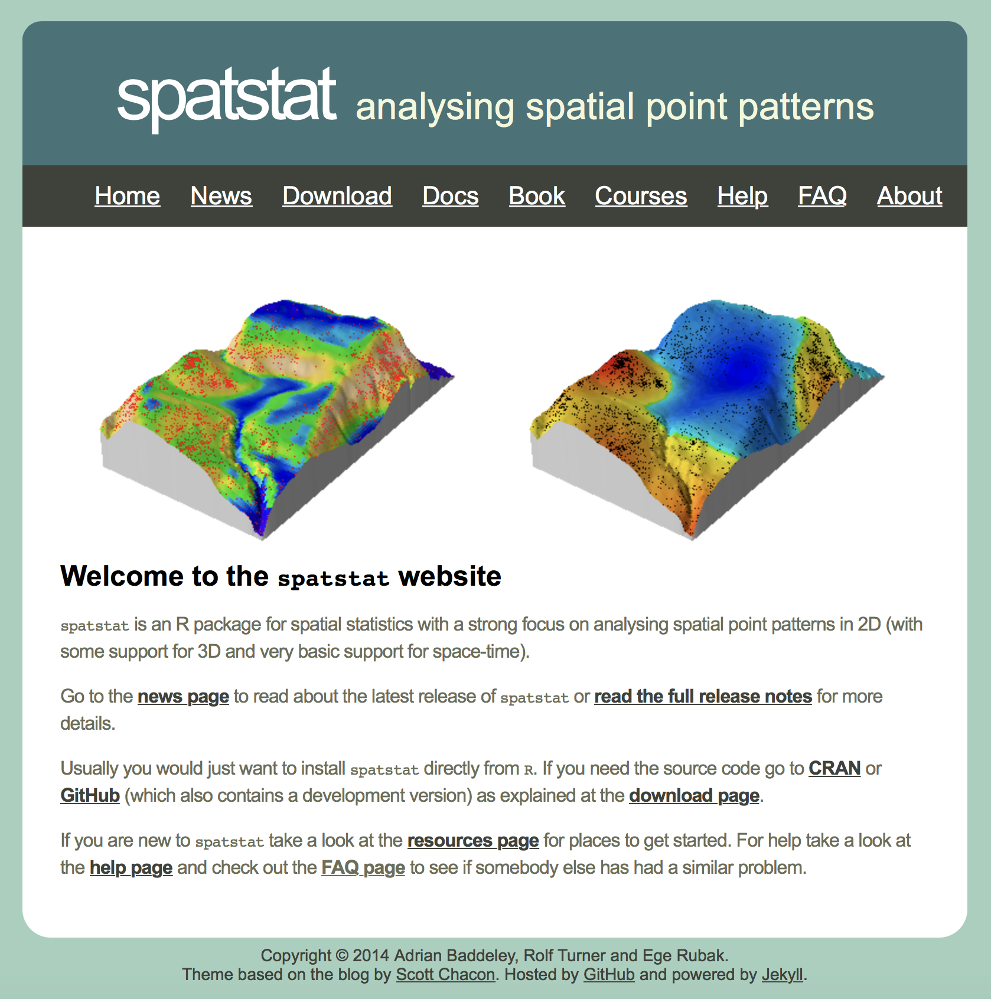 spatstat analysing spatial point patterns
Home News Download Docs Book Courses Help FAQ About
Welcome to the spatstat website
spatstat is an R package for spatial statistics with a strong focus on analysing spatial point patterns in 2D (with
some support for 3D and very basic support for space-time).
Go to the news page to read about the latest release of spatstat or read the full release notes for more
details.
Usually you would just want to install spatstat directly from R. If you need the source code go to CRAN or
GitHub (which also contains a development version) as explained at the download page.
If you are new to spatstat take a look at the resources page for places to get started. For help take a look at
the help page and check out the FAQ page to see if somebody else has had a similar problem.
Copyright © 2014 Adrian Baddeley, Rolf Turner and Ege Rubak.
Theme based on the blog by Scott Chacon. Hosted by GitHub and powered by Jekyll.